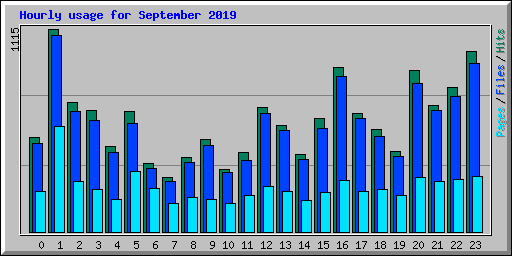 Hourly usage for September 2019
1115
Pages/Files/Hits
0 1 2 3 4 5 6 7 8 9 10 11 12 13 14 15 16 17 18 19 20 21 22 23